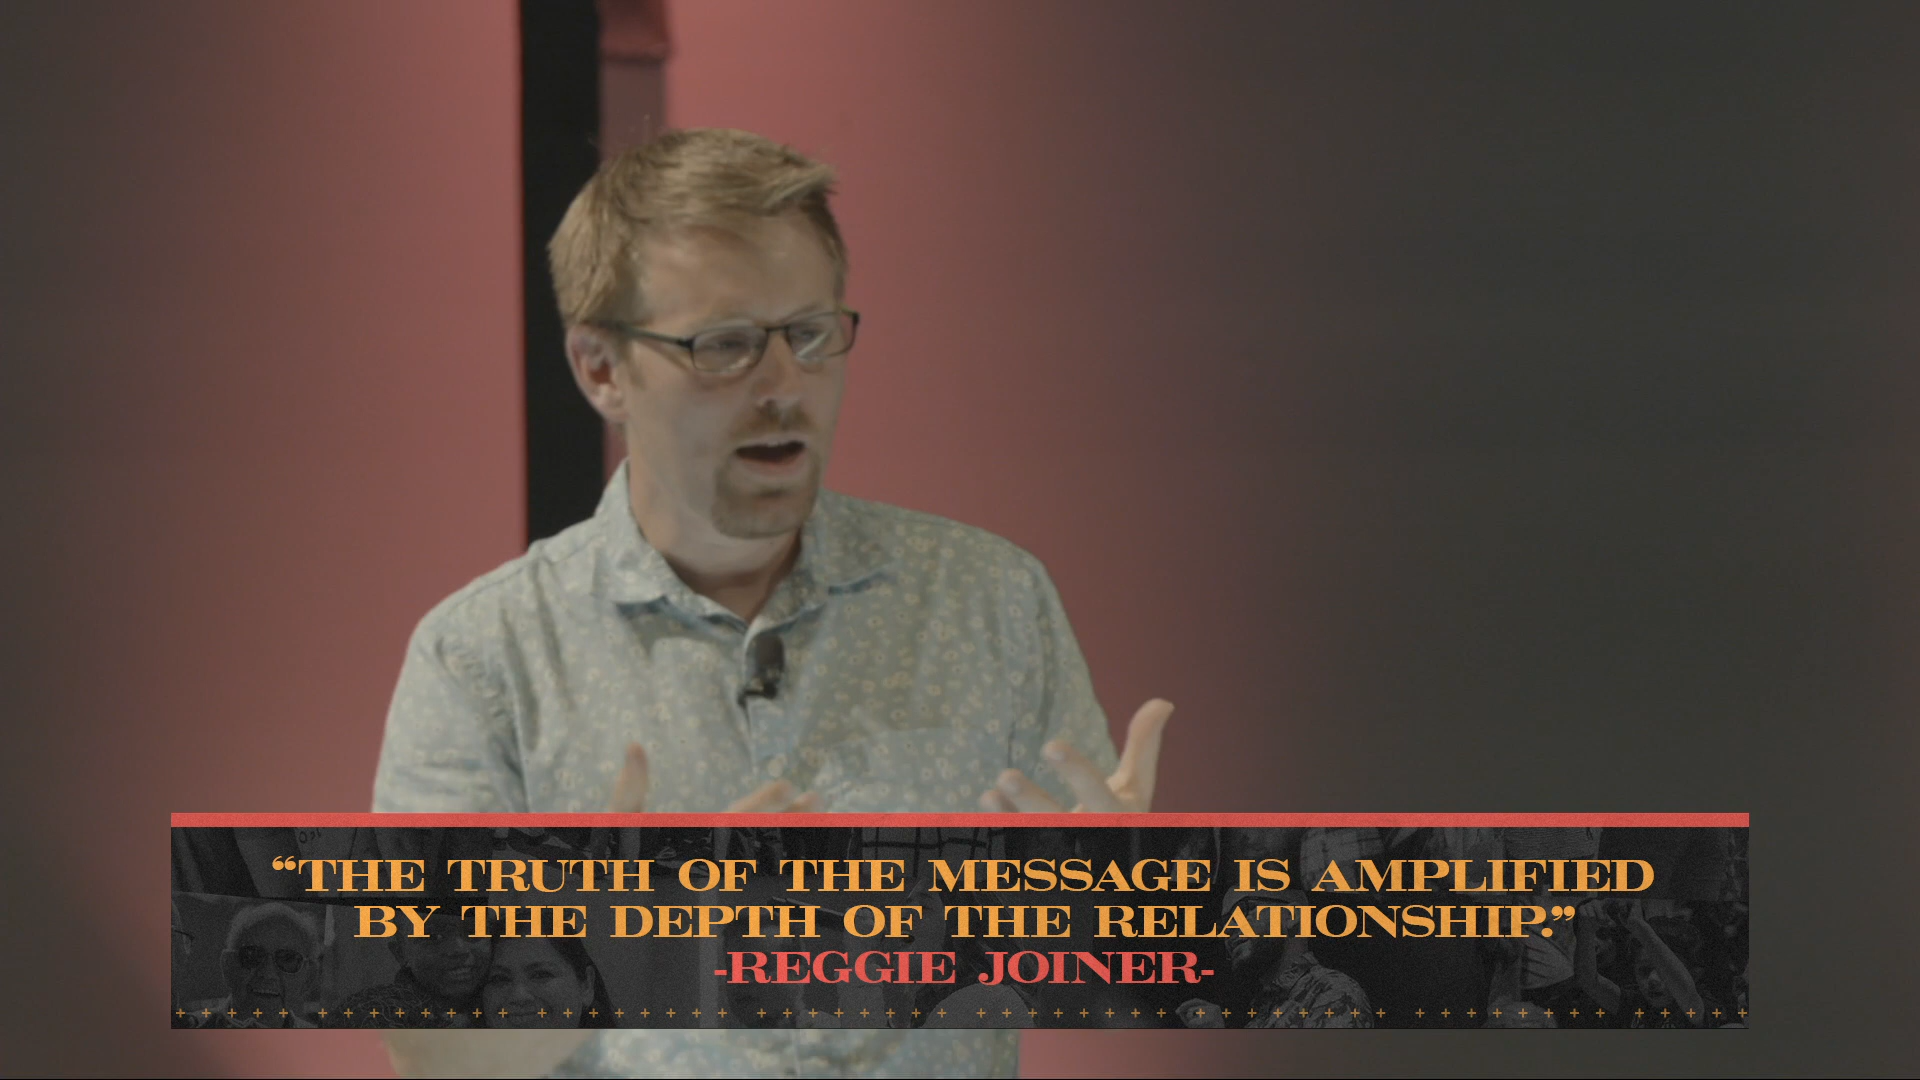 “THE TRUTH OF THE MESSAGE IS AMPLIFIED
BY THE DEPTH OF THE RELATIONSHIP.”
-REGGIE JOINER-